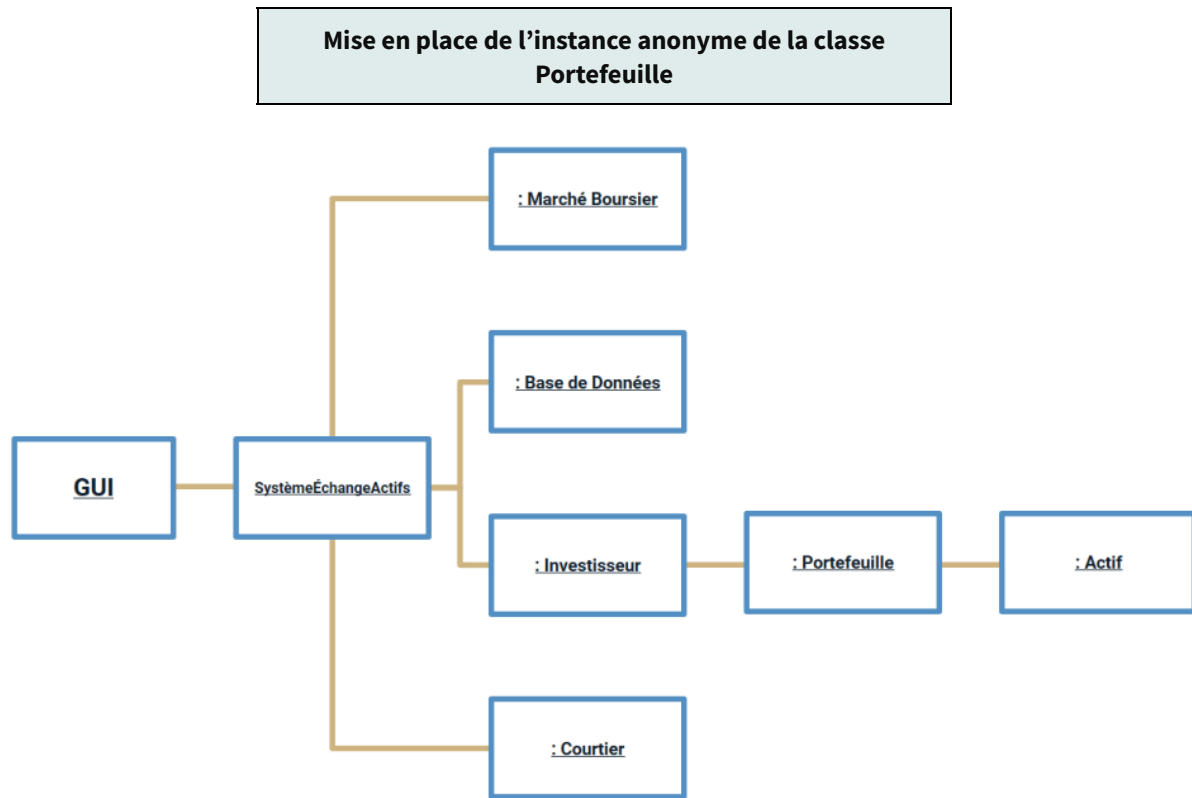 Mise en place de l’instance anonyme de la classe
Portefeuille
: Marché Boursier
: Base de Données
GUI
SystèmeÉchangeActifs
: Investisseur
: Portefeuille
: Actif
: Courtier